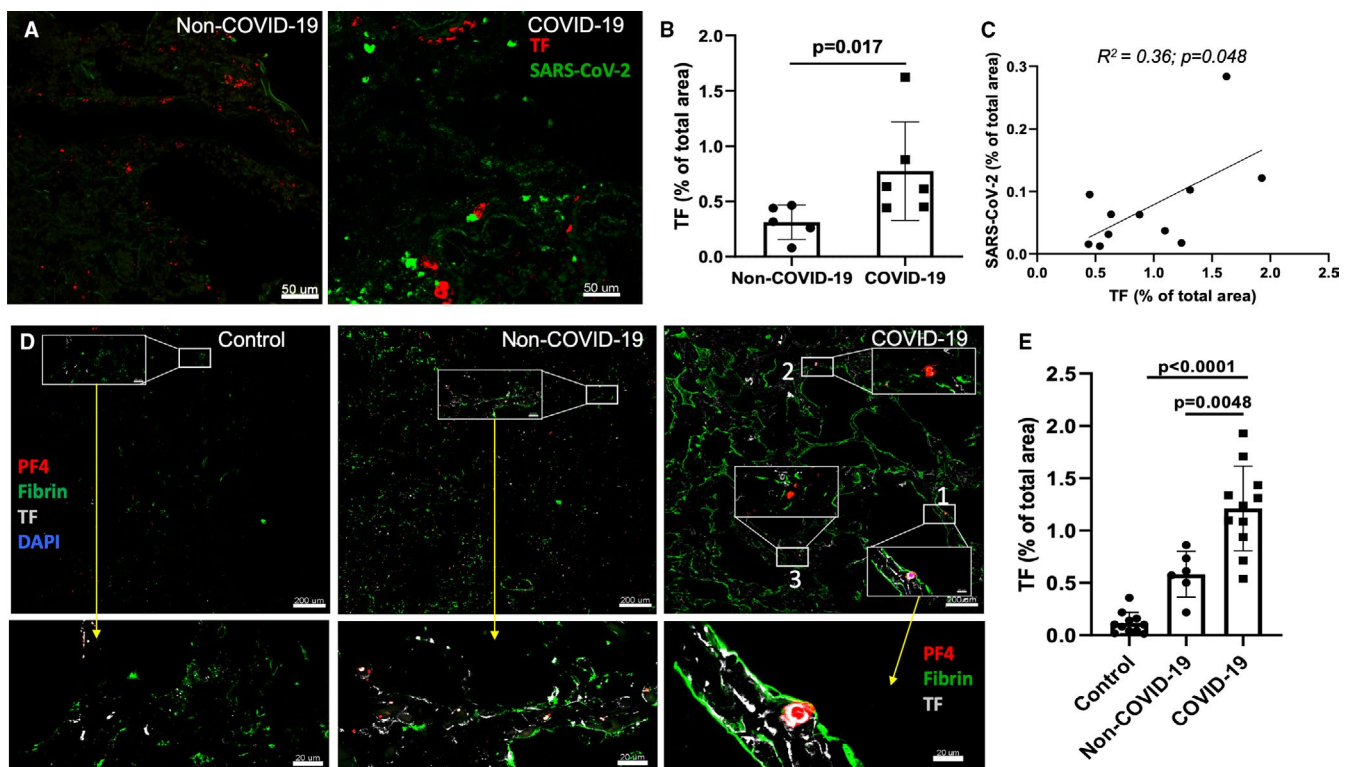 A
Non-COVID-19
COVID-19
TF
SARS-CoV-2
50 um
50 um
B
p=0.017
TF (% of total area)
2.0
1.5
1.0
0.5
0.0
Non-COVID-19
COVID-19
C
R² = 0.36; p=0.048
SARS-CoV-2 (% of total area)
0.3
0.2
0.1
0.0
0.0
0.5
1.0
1.5
2.0
2.5
TF (% of total area)
D
Control
PF4
Fibrin
TF
DAPI
200 um
Non-COVID-19
200 um
COVID-19
2
1
3
200 um
20 um
20 um
PF4
Fibrin
TF
20 um
E
p<0.0001
p=0.0048
TF (% of total area)
2.5
2.0
1.5
1.0
0.5
0.0
Control
Non-COVID-19
COVID-19